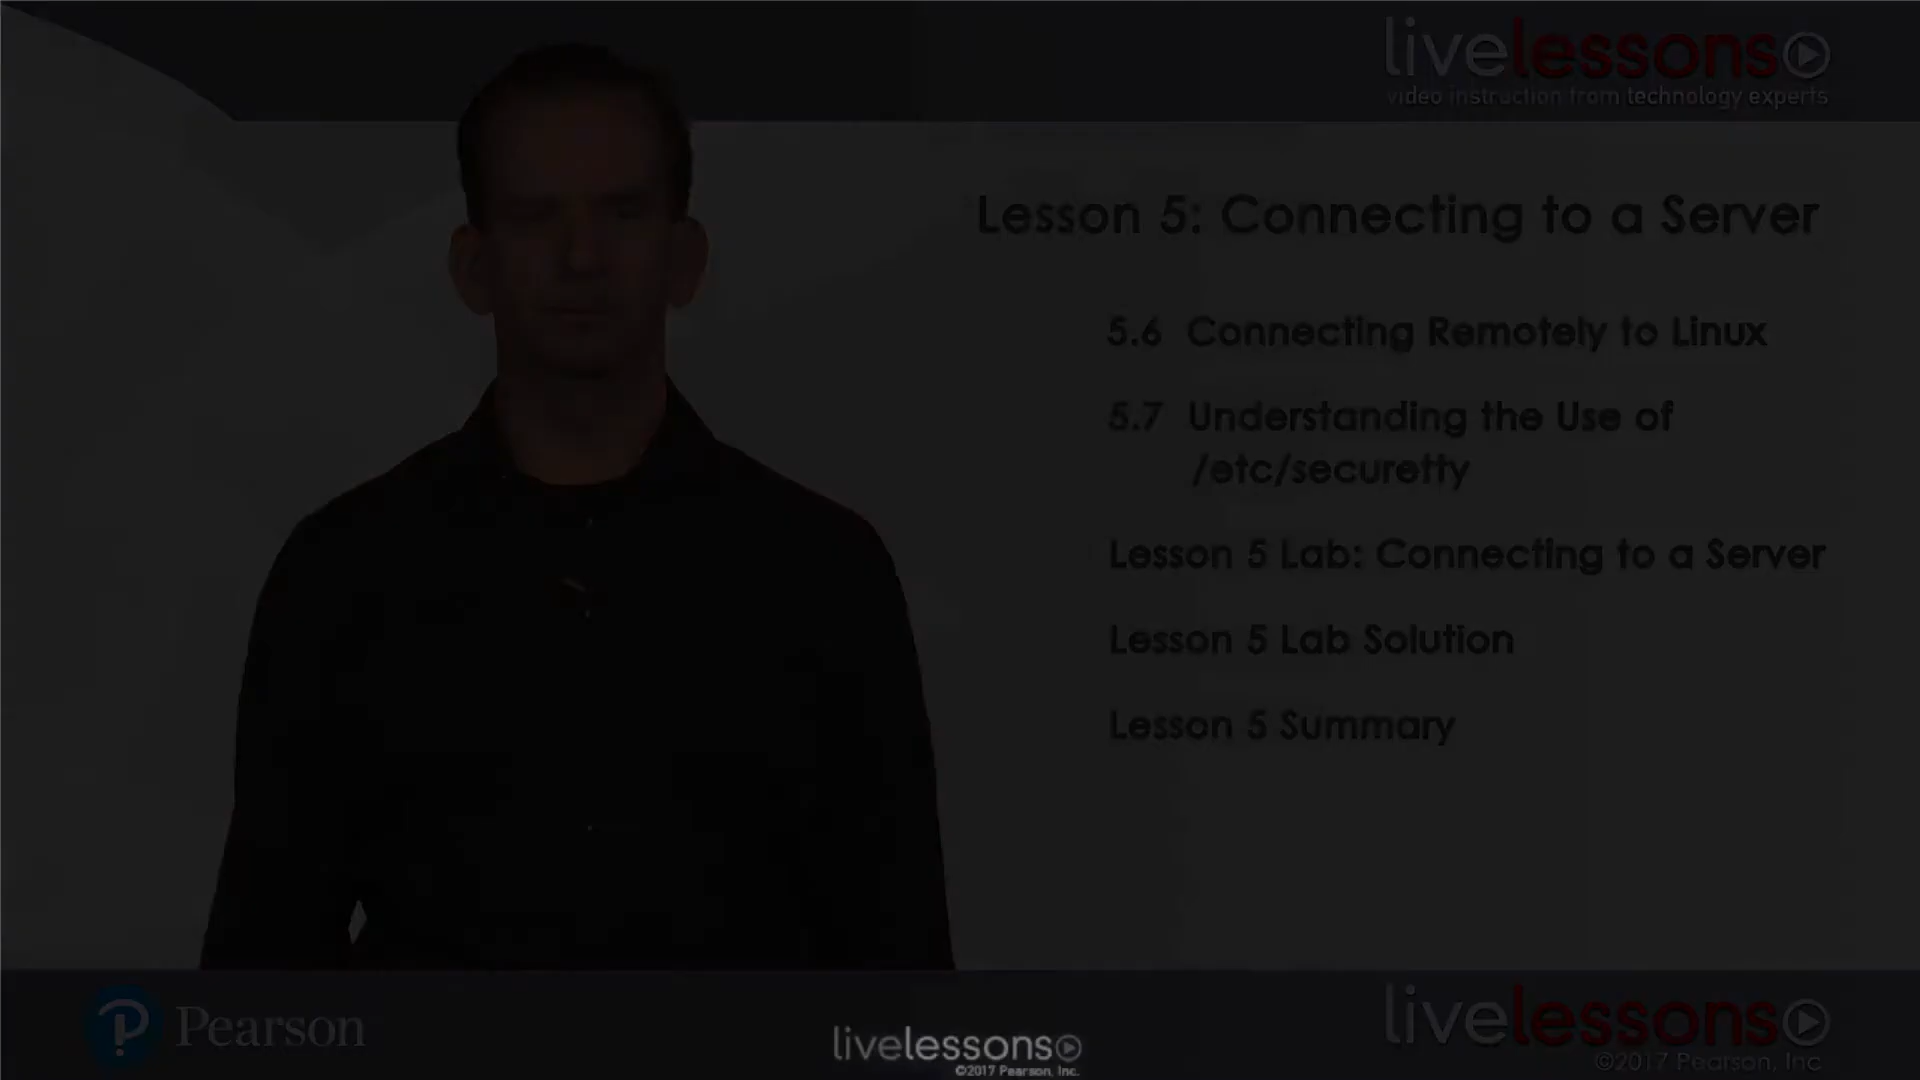 livelessons
video instruction from technology experts
Lesson 5: Connecting to a Server
5.6 Connecting Remotely to Linux
5.7 Understanding the Use of
/etc/securetty
Lesson 5 Lab: Connecting to a Server
Lesson 5 Lab Solution
Lesson 5 Summary
Pearson
livelessons
©2017 Pearson, Inc.
livelessons
©2017 Pearson, Inc.